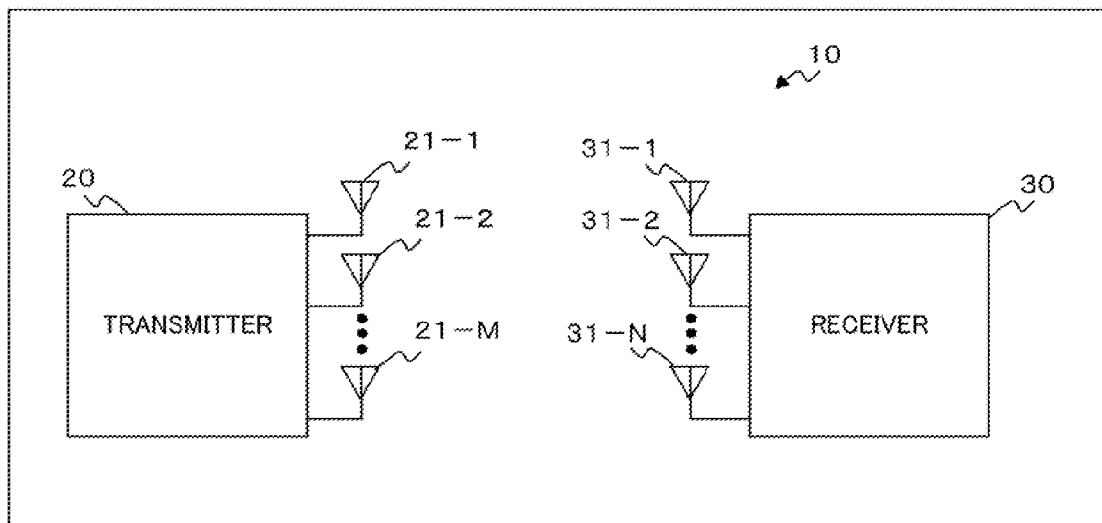 10
21-1
31-1
20
30
21-2
31-2
TRANSMITTER
RECEIVER
21-M
31-N